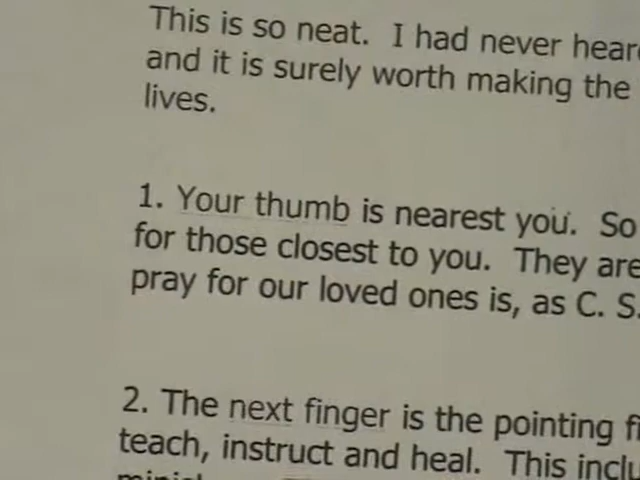 This is so neat. I had never hear
and it is surely worth making the
lives.
1. Your thumb is nearest you. So
for those closest to you. They are
pray for our loved ones is, as C. S.
2. The next finger is the pointing fi
teach, instruct and heal. This inclu